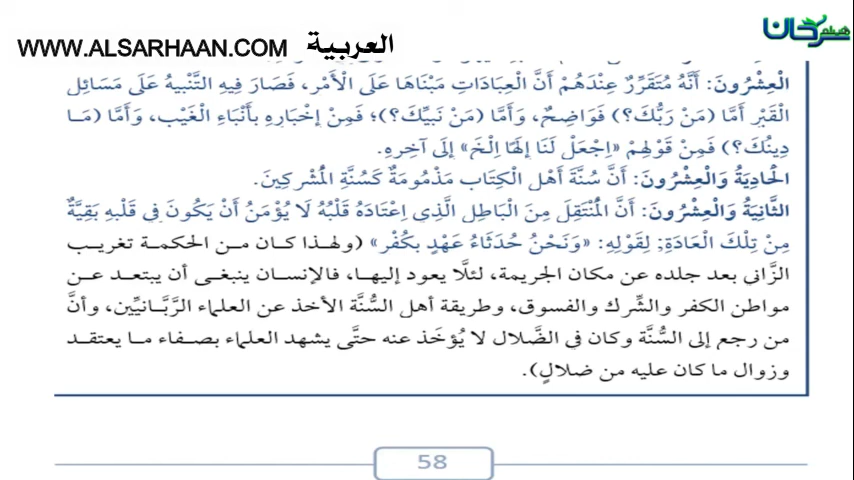 WWW.ALSARHAAN.COM العربية
هيثم سرحان
الْعِشْرُونَ: أَنَّهُ مُتَقَرِّرٌ عِنْدَهُمْ أَنَّ الْعِبَادَاتِ مَبْنَاهَا عَلَى الْأَمْرِ، فَصَارَ فِيهِ التَّنْبِيهُ عَلَى مَسَائِلِ
الْقَبْرِ أَمَّا (مَنْ رَبُّكَ؟) فَوَاضِحٌ، وَأَمَّا (مَنْ نَبِيُّكَ؟)؛ فَمِنْ إِخْبَارِهِ بِأَنْبَاءِ الْغَيْبِ، وَأَمَّا (مَا
دِينُكَ؟) فَمِنْ قَوْلِهِمْ «اِجْعَلْ لَنَا إِلَهًا إِلَخْ» إِلَى آخِرِهِ.
الْحَادِيَةُ وَالْعِشْرُونَ: أَنَّ سُنَّةَ أَهْلِ الْكِتَابِ مَذْمُومَةٌ كَسُنَّةِ الْمُشْرِكِينَ.
الثَّانِيَةُ وَالْعِشْرُونَ: أَنَّ الْمُنْتَقِلَ مِنَ الْبَاطِلِ الَّذِي اِعْتَادَهُ قَلْبُهُ لَا يُؤْمَنُ أَنْ يَكُونَ فِي قَلْبِهِ بَقِيَّةٌ
مِنْ تِلْكَ الْعَادَةِ؛ لِقَوْلِهِ: «وَنَحْنُ حُدَثَاءُ عَهْدٍ بِكُفْرٍ» (ولهذا كان من الحكمة تغريب
الزَّاني بعد جلده عن مكان الجريمة، لئلَّا يعود إليها، فالإنسان ينبغي أن يبتعد عن
مواطن الكفر والشِّرك والفسوق، وطريقة أهل السُّنَّة الأخذ عن العلماء الرَّبَّانيِّين، وأنَّ
من رجع إلى السُّنَّة وكان في الضَّلال لا يُؤخَذ عنه حتَّى يشهد العلماء بصفاء ما يعتقد
وزوال ما كان عليه من ضلالٍ).
58